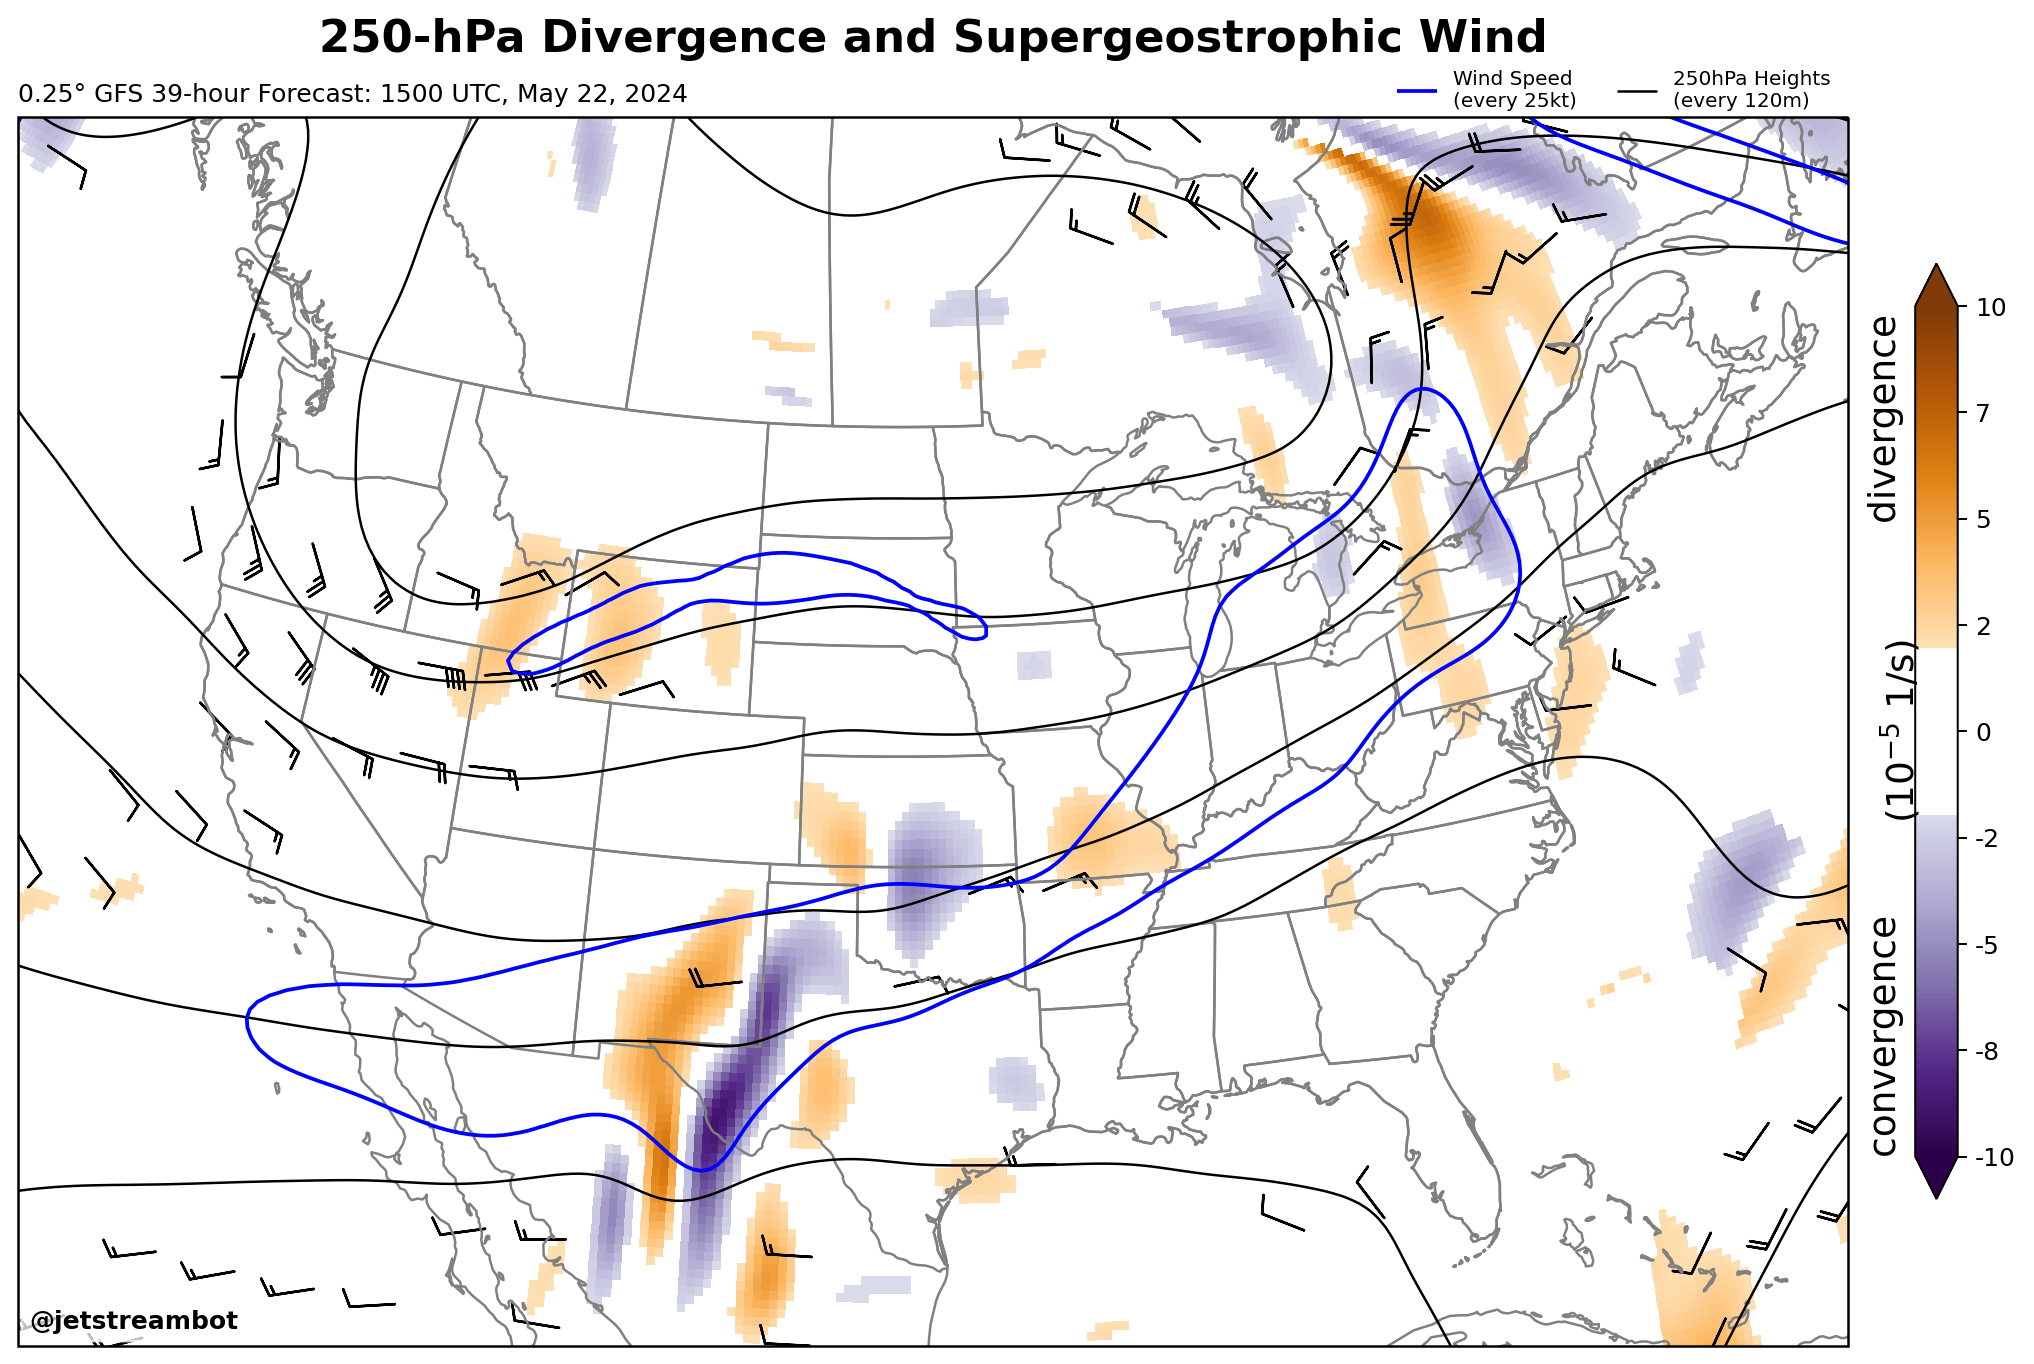 250-hPa Divergence and Supergeostrophic Wind
0.25° GFS 39-hour Forecast: 1500 UTC, May 22, 2024
Wind Speed
(every 25kt)
250hPa Heights
(every 120m)
10
7
5
2
0
-2
-5
-8
-10
convergence (10⁻⁵ 1/s) divergence
@jetstreambot